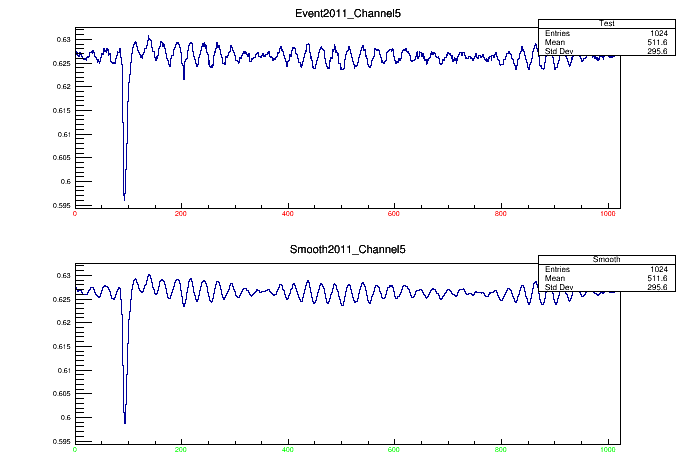 Event2011_Channel5
Test
Entries 1024
Mean 511.6
Std Dev 295.6
0.63
0.625
0.62
0.615
0.61
0.605
0.6
0.595
0 200 400 600 800 1000
Smooth2011_Channel5
Smooth
Entries 1024
Mean 511.6
Std Dev 295.6
0.63
0.625
0.62
0.615
0.61
0.605
0.6
0.595
0 200 400 600 800 1000